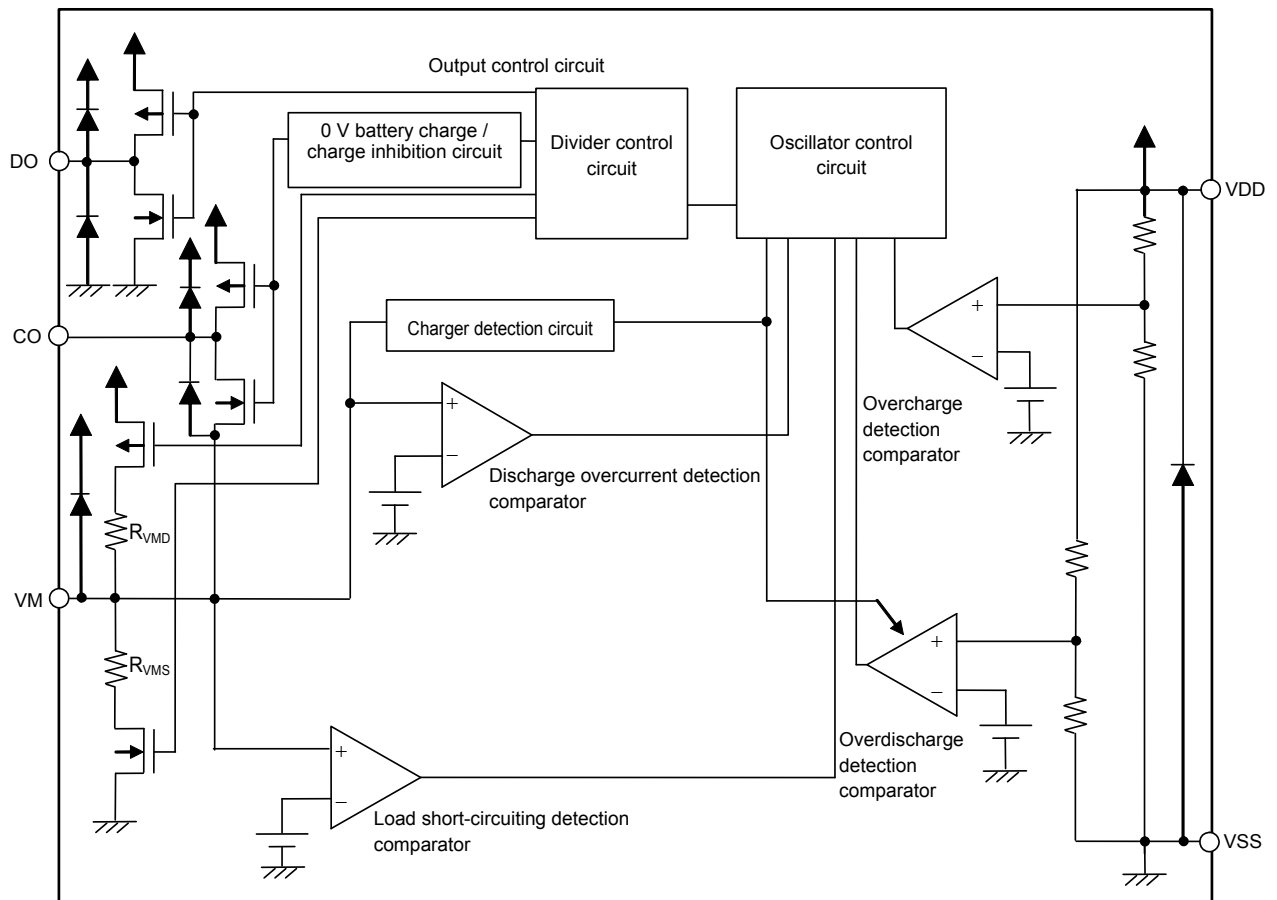 Output control circuit
0 V battery charge /
charge inhibition circuit
Divider control
circuit
Oscillator control
circuit
DO
VDD
CO
Charger detection circuit
+
−
Overcharge
detection
comparator
+
−
Discharge overcurrent detection
comparator
RVMD
VM
RVMS
+
−
Overdischarge
detection
comparator
+
−
Load short-circuiting detection
comparator
VSS